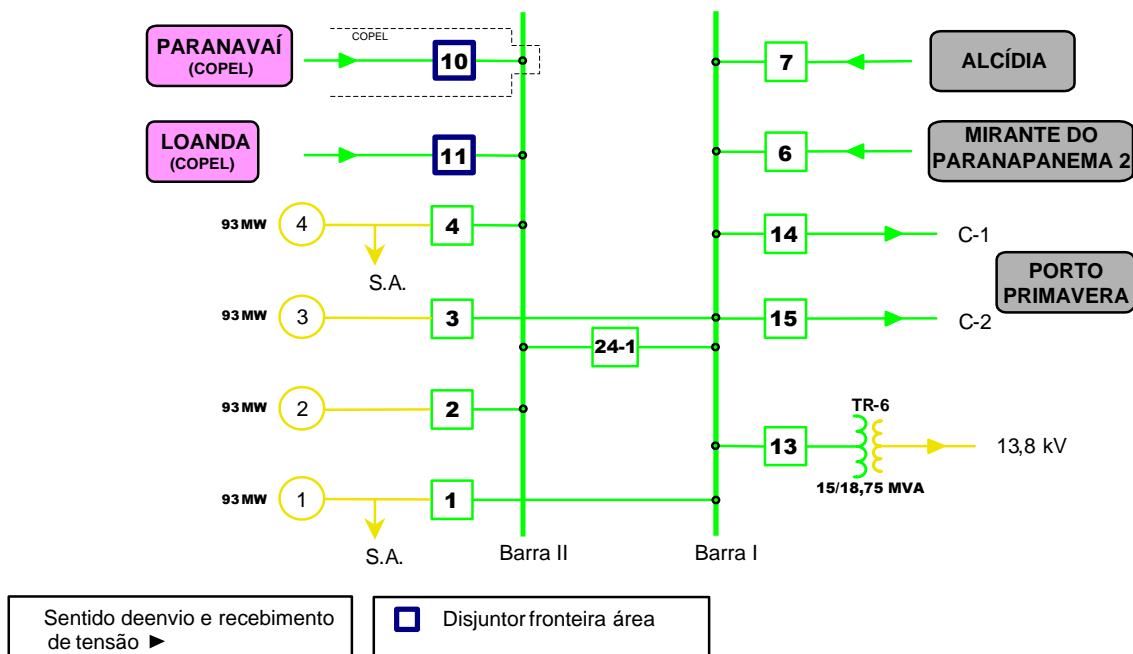 PARANAVAÍ
(COPEL)
COPEL
10
7
ALCÍDIA
LOANDA
(COPEL)
11
6
MIRANTE DO
PARANAPANEMA 2
93 MW
4
4
S.A.
14
C-1
PORTO
PRIMAVERA
93 MW
3
3
15
C-2
24-1
93 MW
2
2
TR-6
13
13,8 kV
15/18,75 MVA
93 MW
1
1
S.A.
Barra II
Barra I
Sentido deenvio e recebimento
de tensão ►
Disjuntor fronteira área